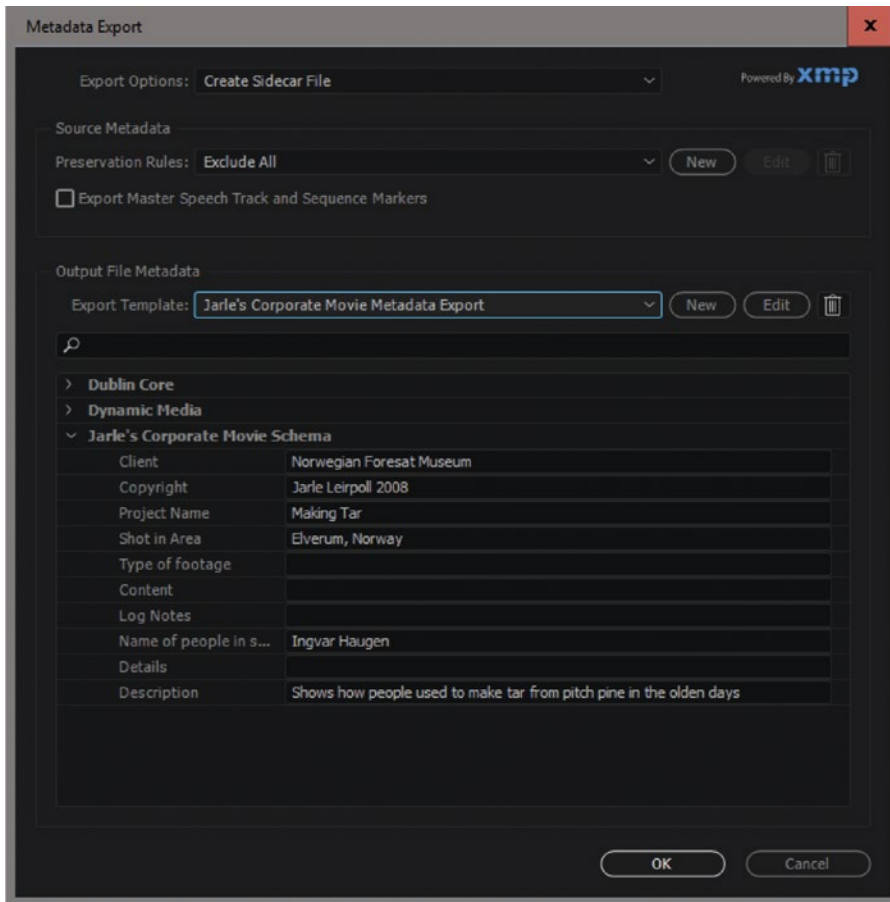 Metadata Export
x
Export Options: Create Sidecar File
Powered By xmp
Source Metadata
Preservation Rules: Exclude All New Edit
Export Master Speech Track and Sequence Markers
Output File Metadata
Export Template: Jarle's Corporate Movie Metadata Export New Edit
Dublin Core
Dynamic Media
Jarle's Corporate Movie Schema
Client Norwegian Foresat Museum
Copyright Jarle Leirpoll 2008
Project Name Making Tar
Shot in Area Elverum, Norway
Type of footage
Content
Log Notes
Name of people in s... Ingvar Haugen
Details
Description Shows how people used to make tar from pitch pine in the olden days
OK Cancel